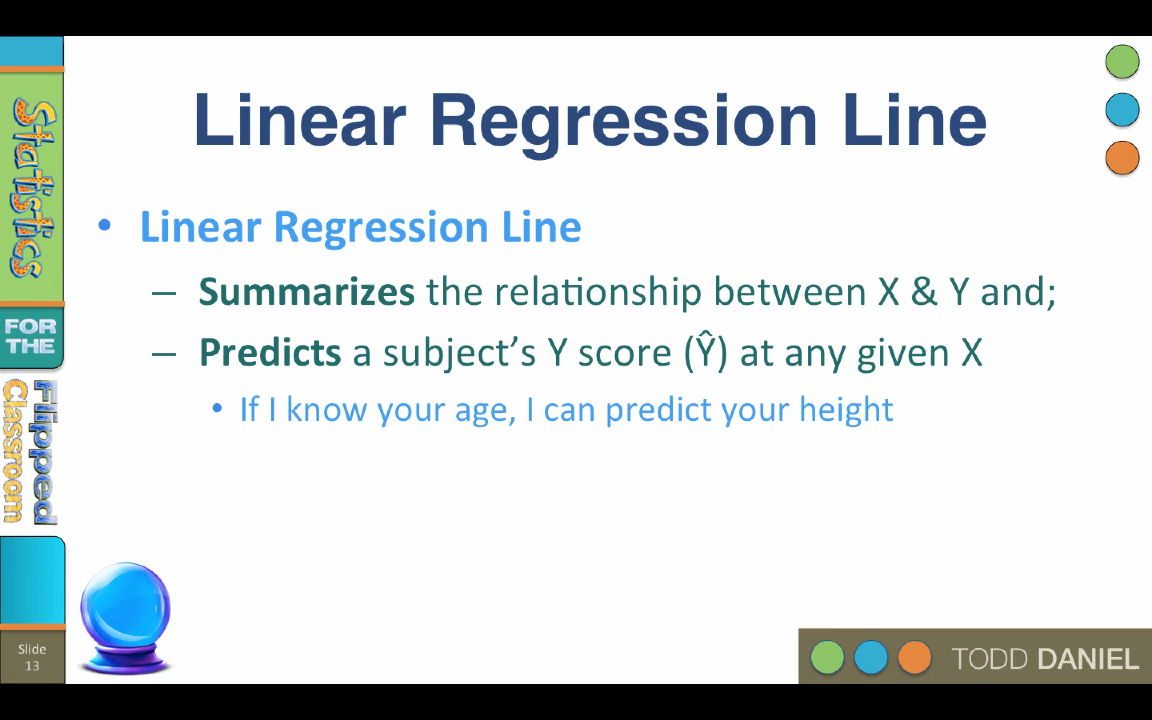 Linear Regression Line
• Linear Regression Line
– Summarizes the relationship between X & Y and;
– Predicts a subject’s Y score (Ŷ) at any given X
• If I know your age, I can predict your height
Statistics
FOR THE
Flipped
Classroom
Slide
13
TODD DANIEL